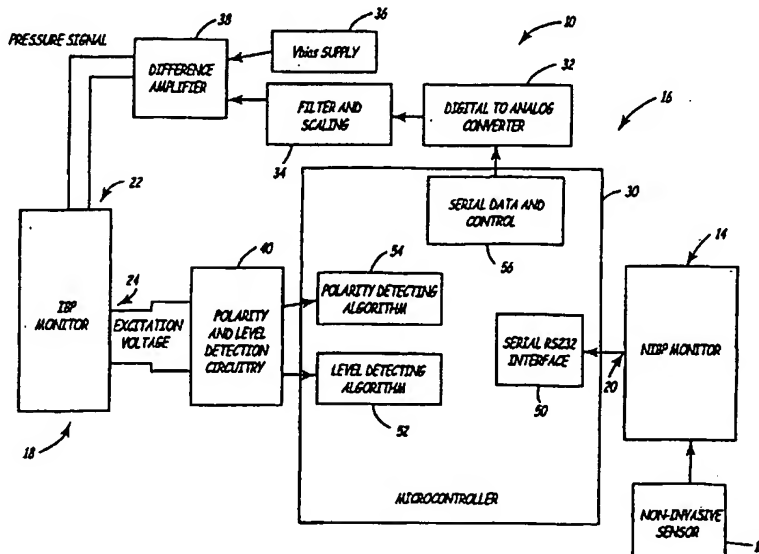 PRESSURE SIGNAL
38
DIFFERENCE
AMPLIFIER
36
Vbias SUPPLY
10
FILTER AND
SCALING
34
32
DIGITAL TO ANALOG
CONVERTER
16
22
30
SERIAL DATA AND
CONTROL
56
14
IBP
MONITOR
24
EXCITATION
VOLTAGE
18
40
POLARITY
AND LEVEL
DETECTION
CIRCUITRY
54
POLARITY DETECTING
ALGORITHM
LEVEL DETECTING
ALGORITHM
52
SERIAL RS232
INTERFACE
50
20
NIBP MONITOR
MICROCONTROLLER
NON-INVASIVE
SENSOR